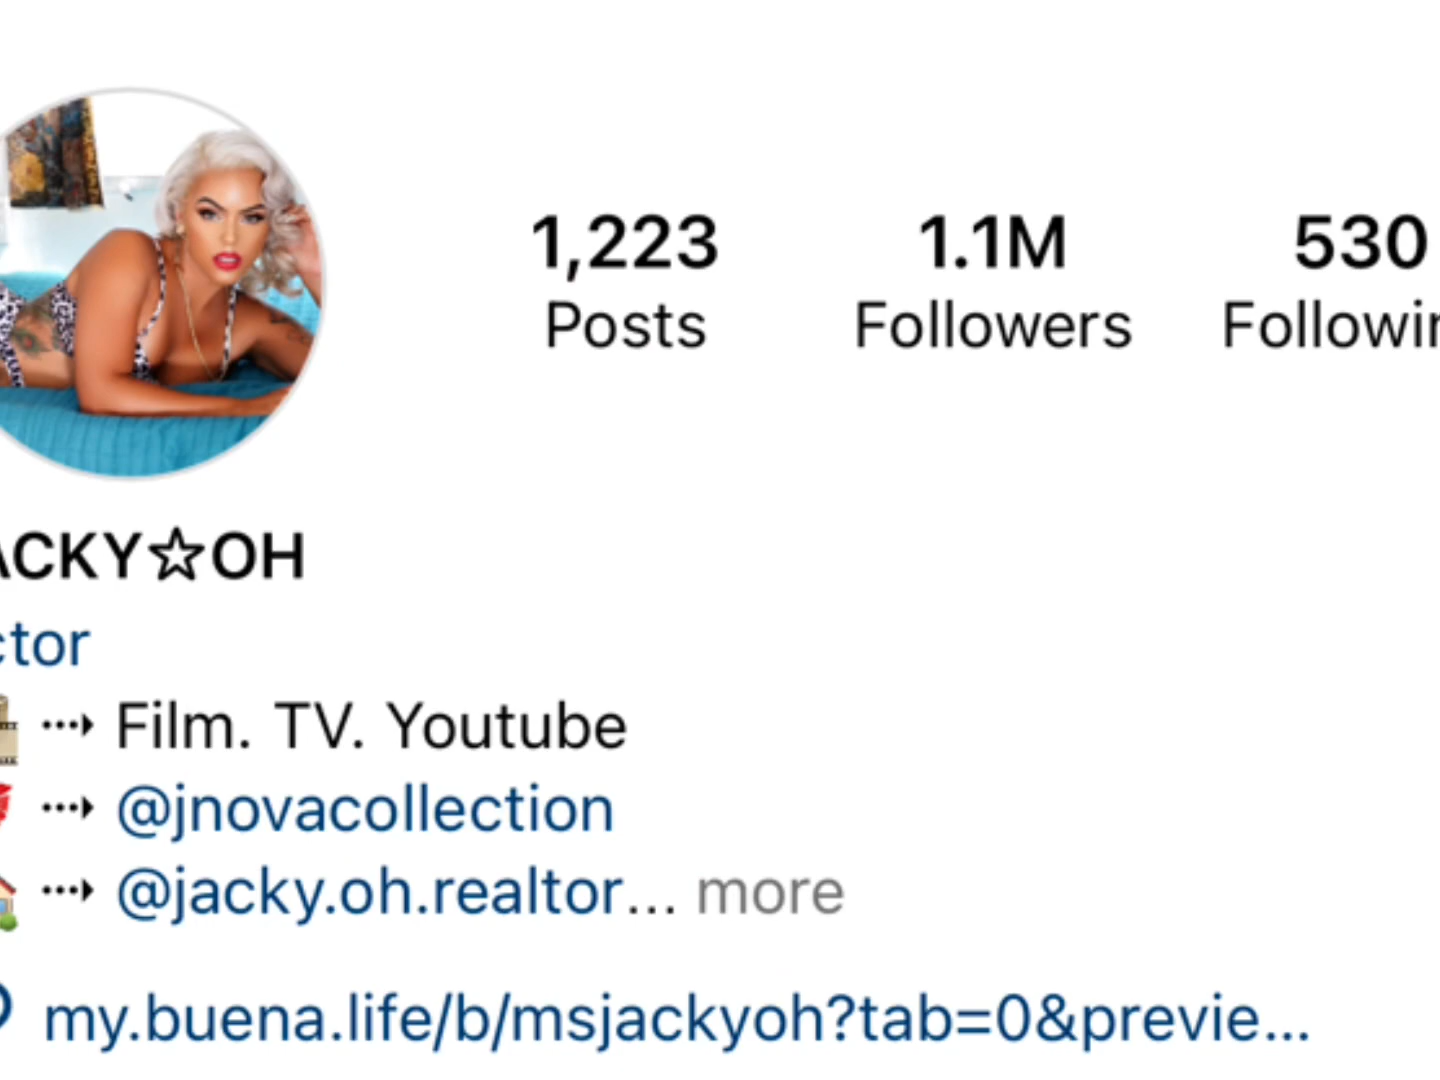 1,223 1.1M 530
Posts Followers Followin
ACKY☆OH
ctor
⤑ Film. TV. Youtube
⤑ @jnovacollection
⤑ @jacky.oh.realtor... more
my.buena.life/b/msjackyoh?tab=0&previe...